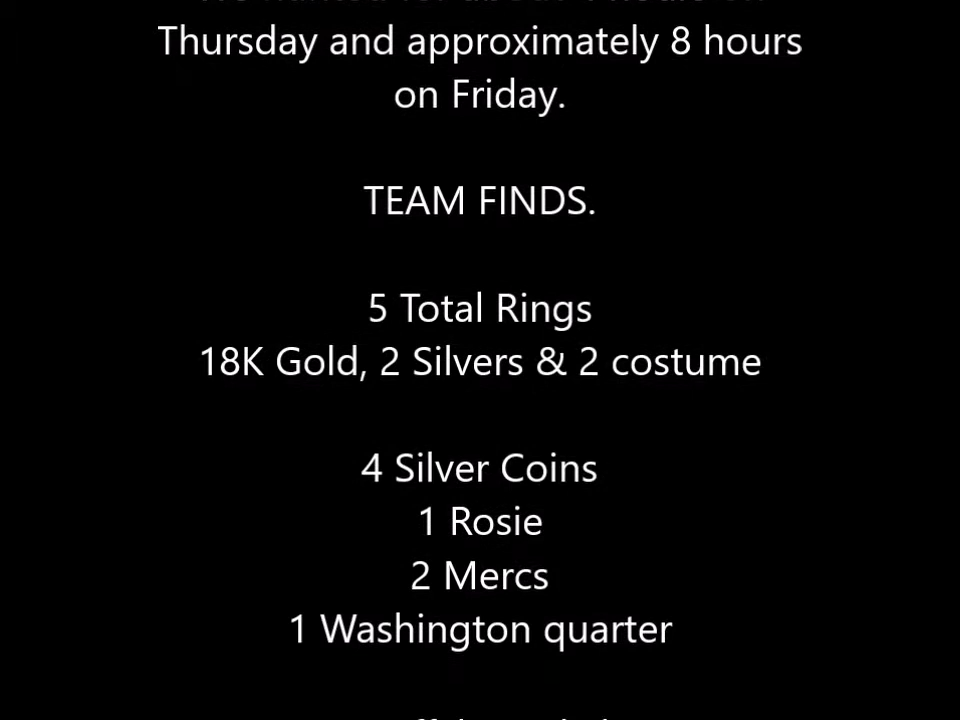 Thursday and approximately 8 hours
on Friday.
TEAM FINDS.
5 Total Rings
18K Gold, 2 Silvers & 2 costume
4 Silver Coins
1 Rosie
2 Mercs
1 Washington quarter